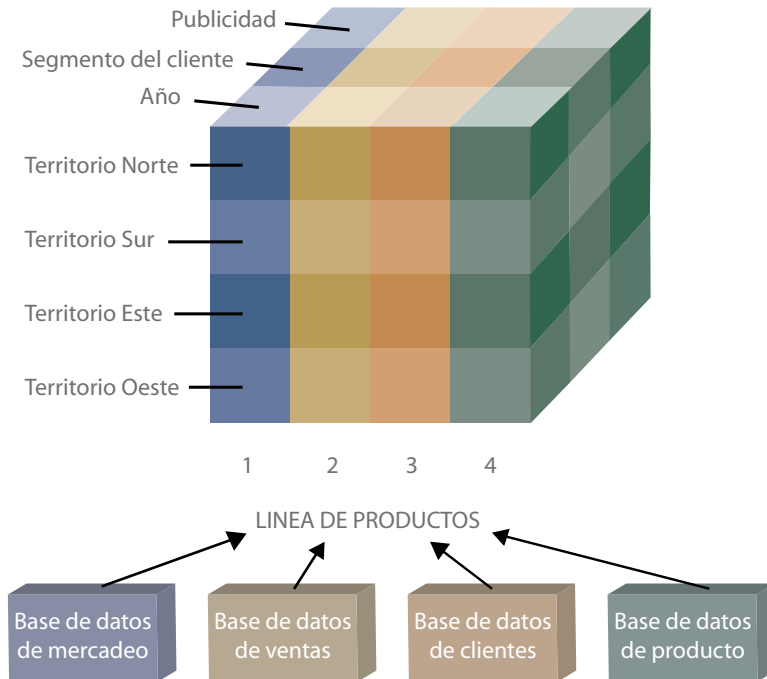 Publicidad
Segmento del cliente
Año
Territorio Norte
Territorio Sur
Territorio Este
Territorio Oeste
1 2 3 4
LINEA DE PRODUCTOS
Base de datos
de mercadeo
Base de datos
de ventas
Base de datos
de clientes
Base de datos
de producto